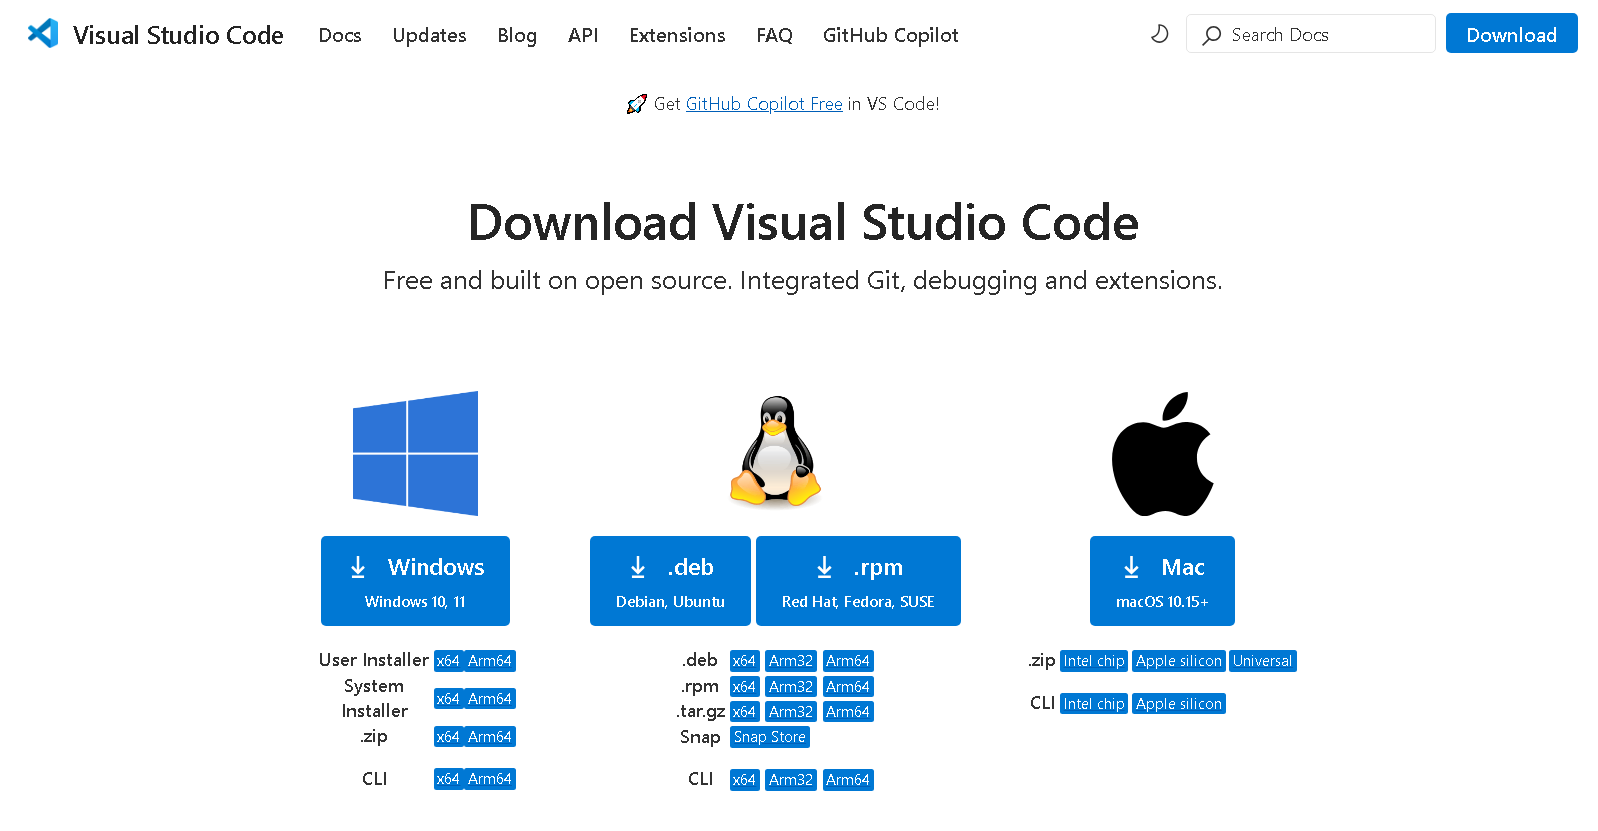 Visual Studio Code Docs Updates Blog API Extensions FAQ GitHub Copilot Search Docs Download
🚀 Get GitHub Copilot Free in VS Code!
Download Visual Studio Code
Free and built on open source. Integrated Git, debugging and extensions.
Windows
Windows 10, 11
User Installer x64 Arm64
System
Installer x64 Arm64
.zip x64 Arm64
CLI x64 Arm64
.deb
Debian, Ubuntu
.rpm
Red Hat, Fedora, SUSE
.deb x64 Arm32 Arm64
.rpm x64 Arm32 Arm64
.tar.gz x64 Arm32 Arm64
Snap Snap Store
CLI x64 Arm32 Arm64
Mac
macOS 10.15+
.zip Intel chip Apple silicon Universal
CLI Intel chip Apple silicon